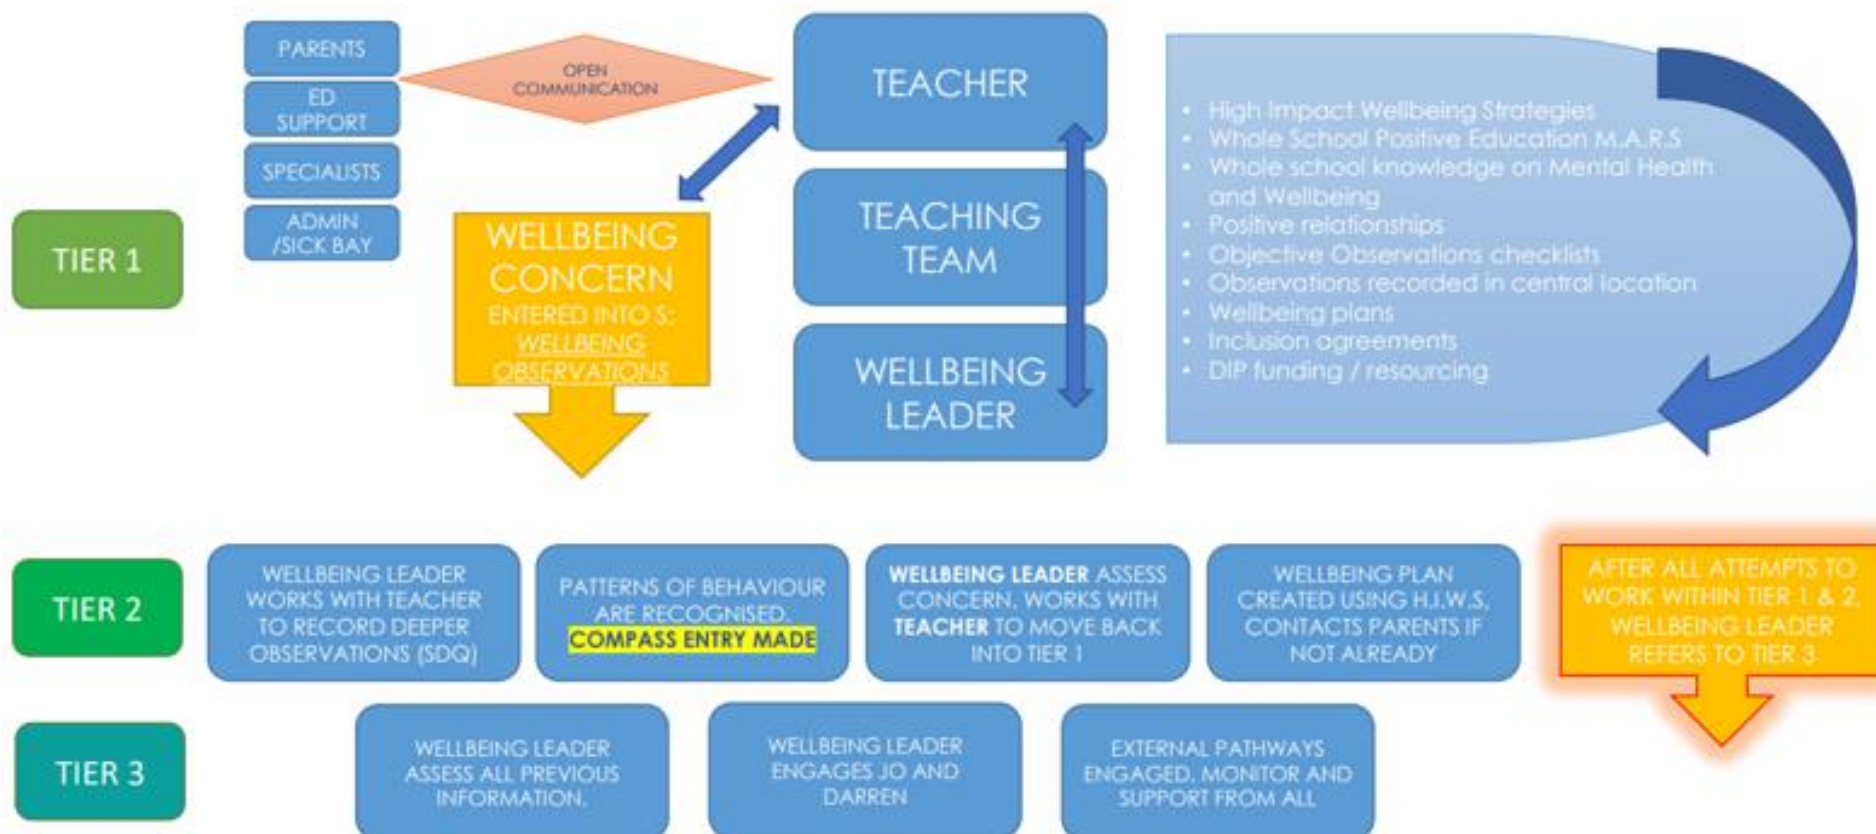 PARENTS
ED
SUPPORT
SPECIALISTS
ADMIN
/SICK BAY
OPEN
COMMUNICATION
TIER 1
WELLBEING
CONCERN
ENTERED INTO S:
WELLBEING
OBSERVATIONS
TEACHER
TEACHING
TEAM
WELLBEING
LEADER
• High Impact Wellbeing Strategies
• Whole School Positive Education M.A.R.S
• Whole school knowledge on Mental Health
and Wellbeing
• Positive relationships
• Objective Observations checklists
• Observations recorded in central location
• Wellbeing plans
• Inclusion agreements
• DIP funding / resourcing
TIER 2
WELLBEING LEADER
WORKS WITH TEACHER
TO RECORD DEEPER
OBSERVATIONS (SDQ)
PATTERNS OF BEHAVIOUR
ARE RECOGNISED.
COMPASS ENTRY MADE
WELLBEING LEADER ASSESS
CONCERN. WORKS WITH
TEACHER TO MOVE BACK
INTO TIER 1
WELLBEING PLAN
CREATED USING H.I.W.S,
CONTACTS PARENTS IF
NOT ALREADY
AFTER ALL ATTEMPTS TO
WORK WITHIN TIER 1 & 2,
WELLBEING LEADER
REFERS TO TIER 3
TIER 3
WELLBEING LEADER
ASSESS ALL PREVIOUS
INFORMATION.
WELLBEING LEADER
ENGAGES JO AND
DARREN
EXTERNAL PATHWAYS
ENGAGED, MONITOR AND
SUPPORT FROM ALL